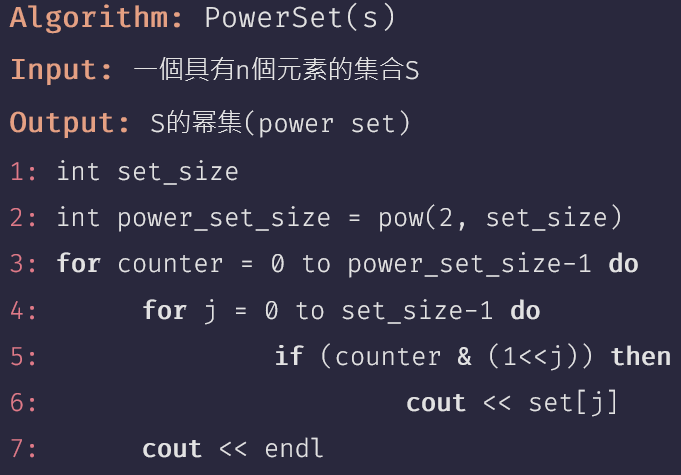 Algorithm: PowerSet(s)
Input: 一個具有n個元素的集合S
Output: S的冪集(power set)
1: int set_size
2: int power_set_size = pow(2, set_size)
3: for counter = 0 to power_set_size-1 do
4: for j = 0 to set_size-1 do
5: if (counter & (1<<j)) then
6: cout << set[j]
7: cout << endl